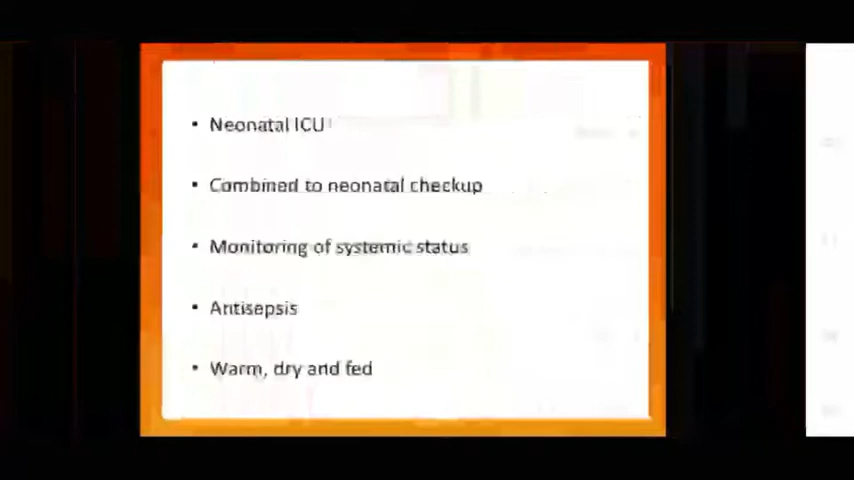 • Neonatal ICU
• Combined to neonatal checkup
• Monitoring of systemic status
• Antisepsis
• Warm, dry and fed